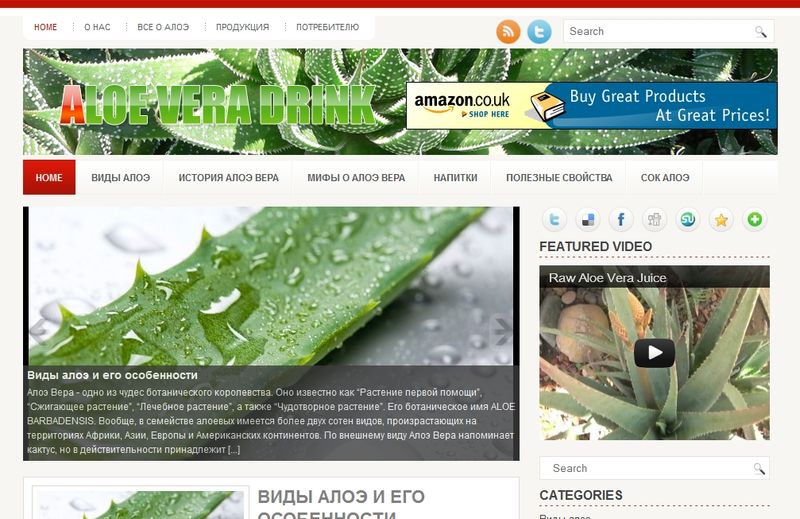 HOME
О НАС
ВСЕ О АЛОЭ
ПРОДУКЦИЯ
ПОТРЕБИТЕЛЮ
Search
ALOE VERA DRINK
amazon.co.uk
SHOP HERE
Buy Great Products
At Great Prices!
HOME
ВИДЫ АЛОЭ
ИСТОРИЯ АЛОЭ ВЕРА
МИФЫ О АЛОЭ ВЕРА
НАПИТКИ
ПОЛЕЗНЫЕ СВОЙСТВА
СОК АЛОЭ
Виды алоэ и его особенности
Алоэ Вера - одно из чудес ботанического королевства. Оно известно как “Растение первой помощи”,
“Сжигающее растение”, “Лечебное растение”, а также “Чудотворное растение”. Его ботаническое имя ALOE
BARBADENSIS. Вообще, в семействе алоевых имеется более двух сотен видов, произрастающих на
территориях Африки, Азии, Европы и Американских континентов. По внешнему виду Алоэ Вера напоминает
кактус, но в действительности принадлежит [...]
FEATURED VIDEO
Raw Aloe Vera Juice
Search
CATEGORIES
Виды алоэ
ВИДЫ АЛОЭ И ЕГО
ОСОБЕННОСТИ